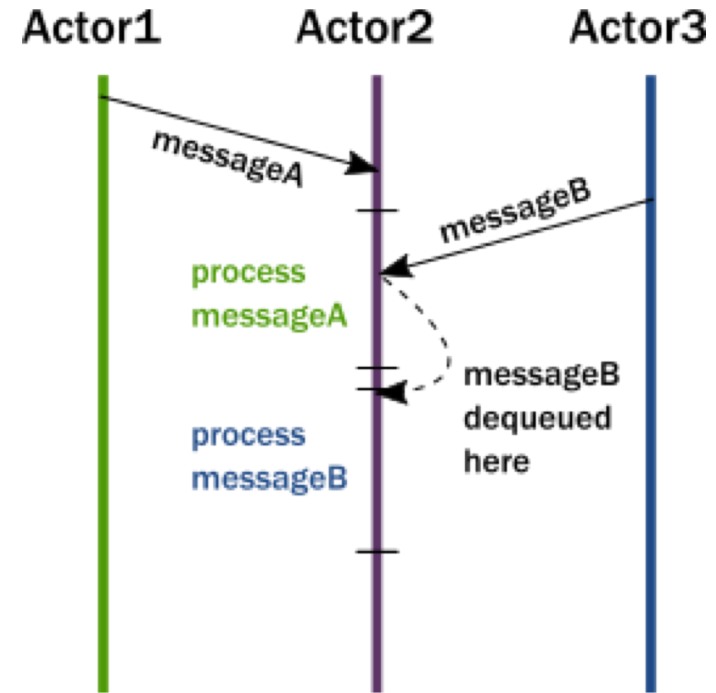 Actor1 Actor2 Actor3
messageA
messageB
process
messageA
messageB
dequeued
here
process
messageB